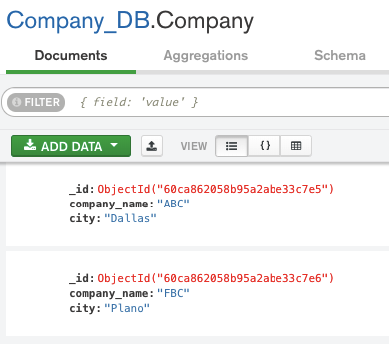 Company_DB.Company
Documents Aggregations Schema
FILTER { field: 'value' }
ADD DATA VIEW {}
_id: ObjectId("60ca862058b95a2abe33c7e5")
company_name: "ABC"
city: "Dallas"
_id: ObjectId("60ca862058b95a2abe33c7e6")
company_name: "FBC"
city: "Plano"